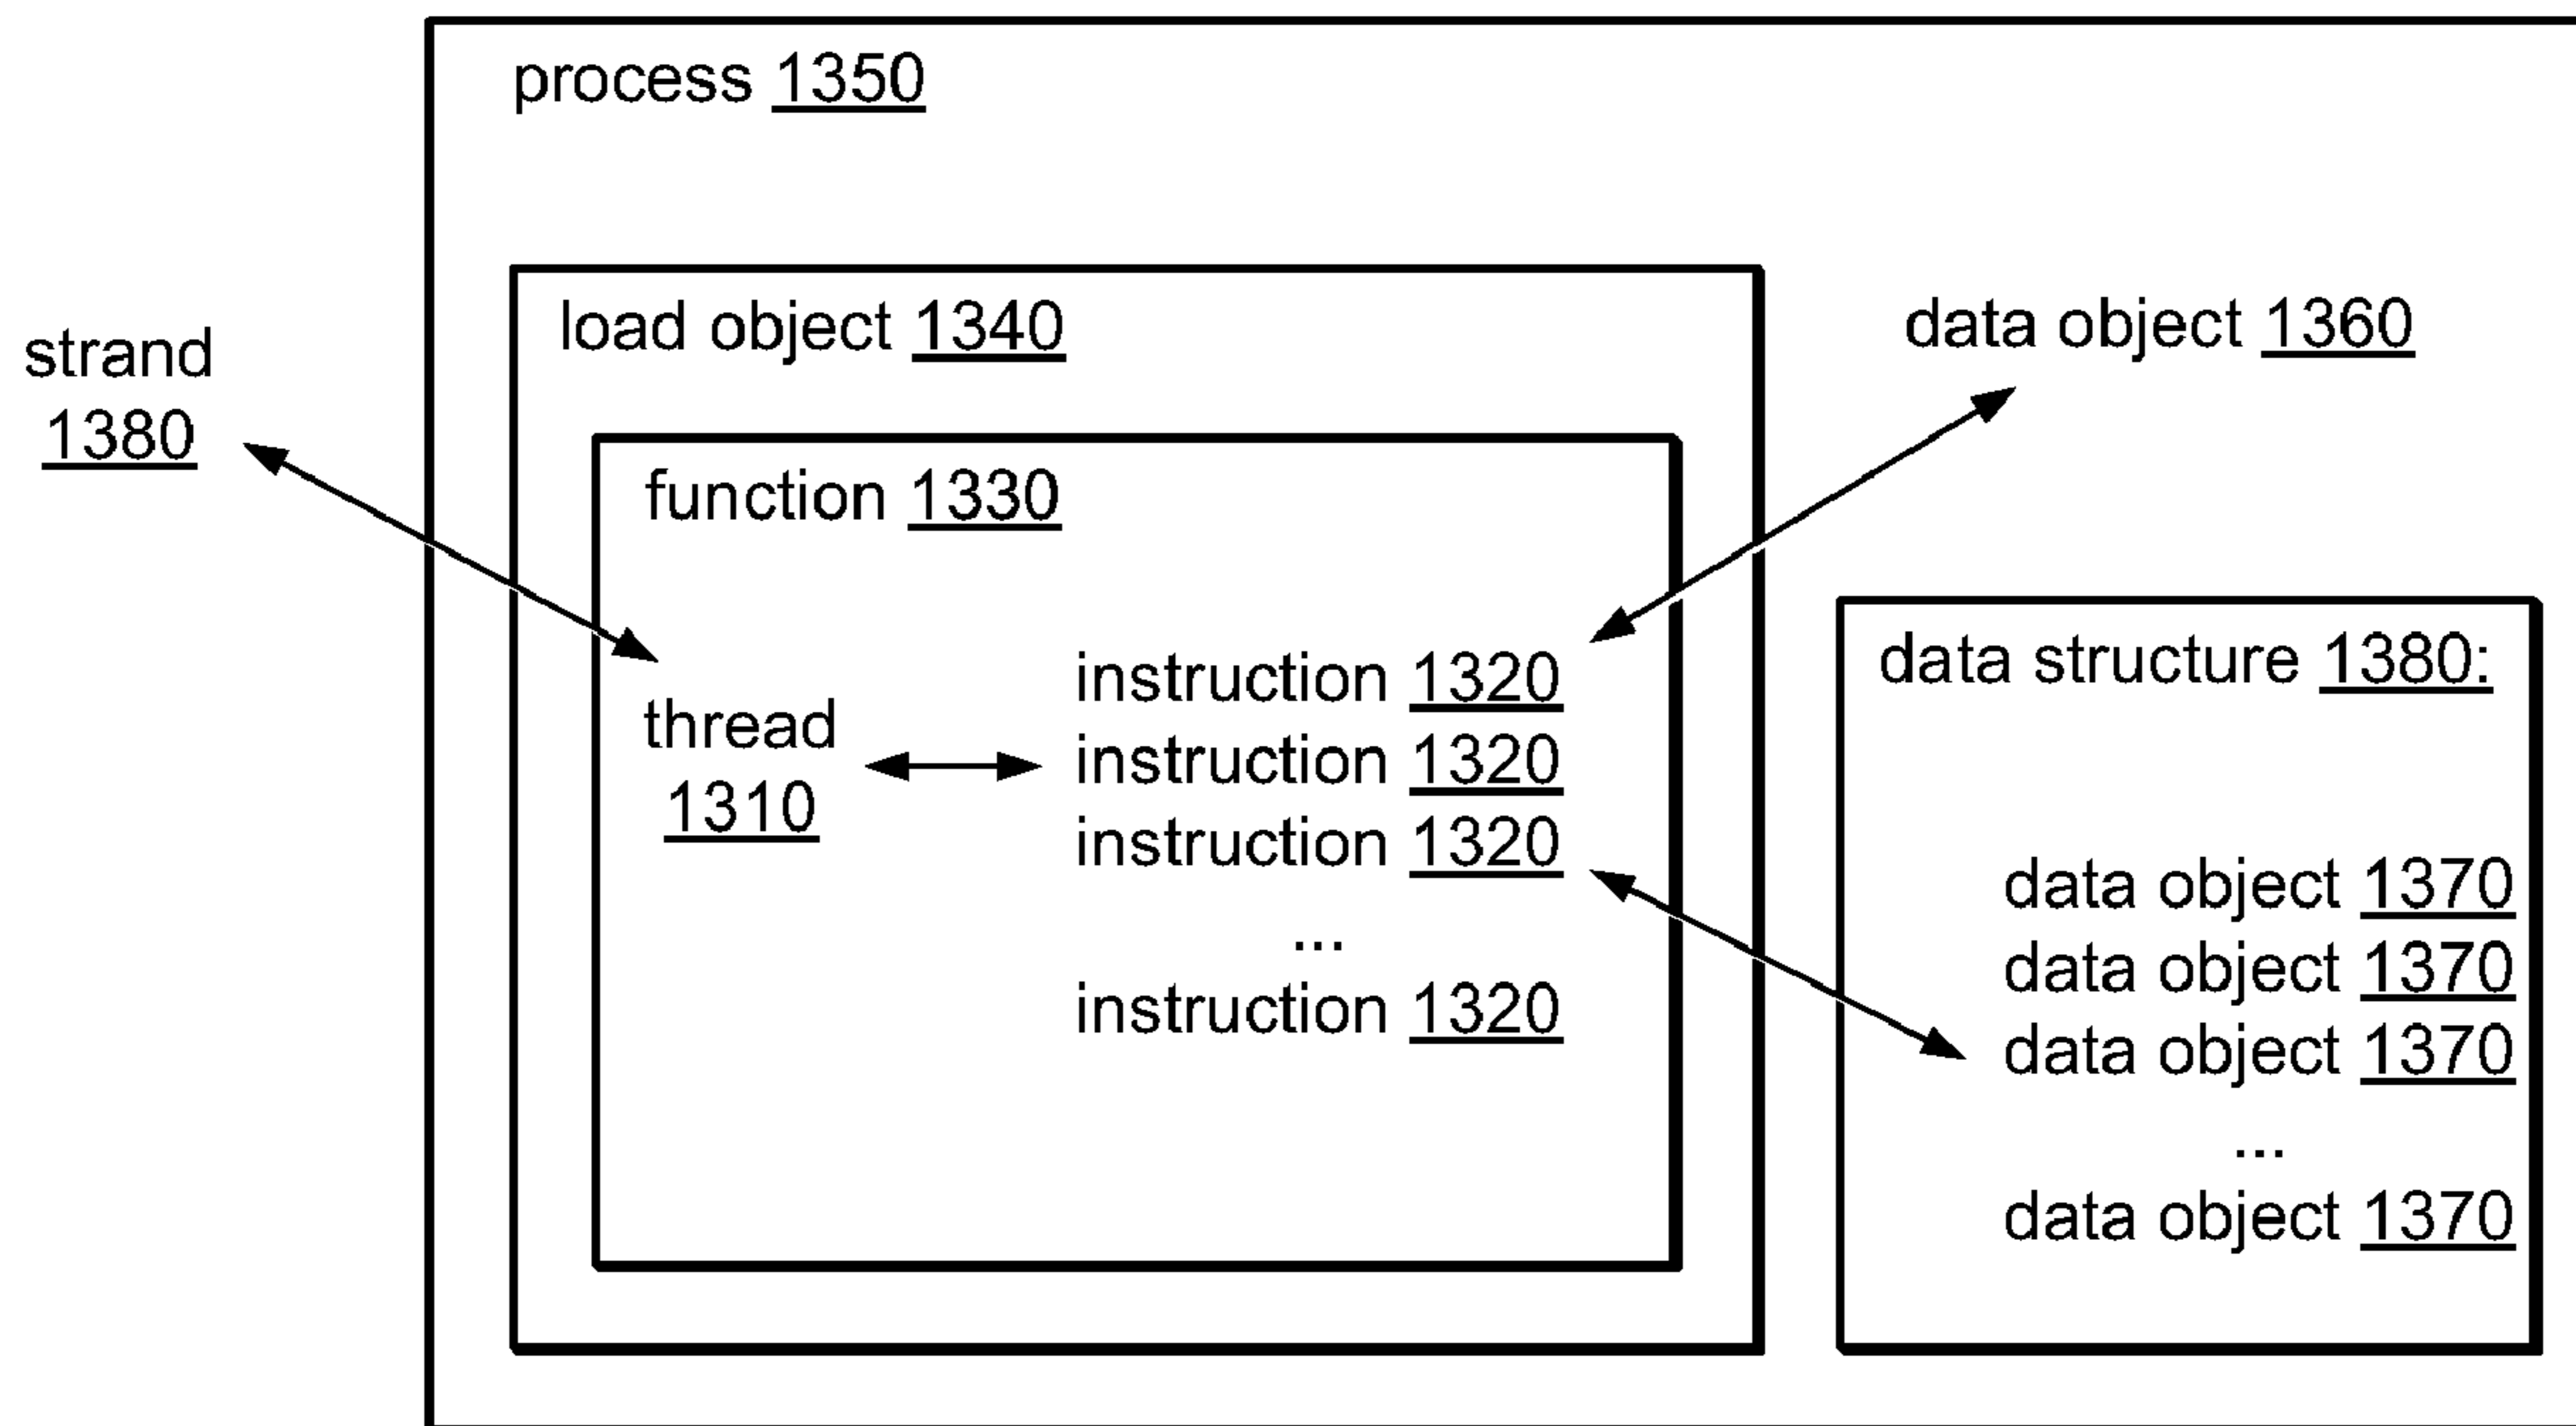 process 1350
load object 1340
data object 1360
strand
1380
function 1330
instruction 1320
instruction 1320
instruction 1320
...
instruction 1320
thread
1310
data structure 1380:
data object 1370
data object 1370
data object 1370
...
data object 1370